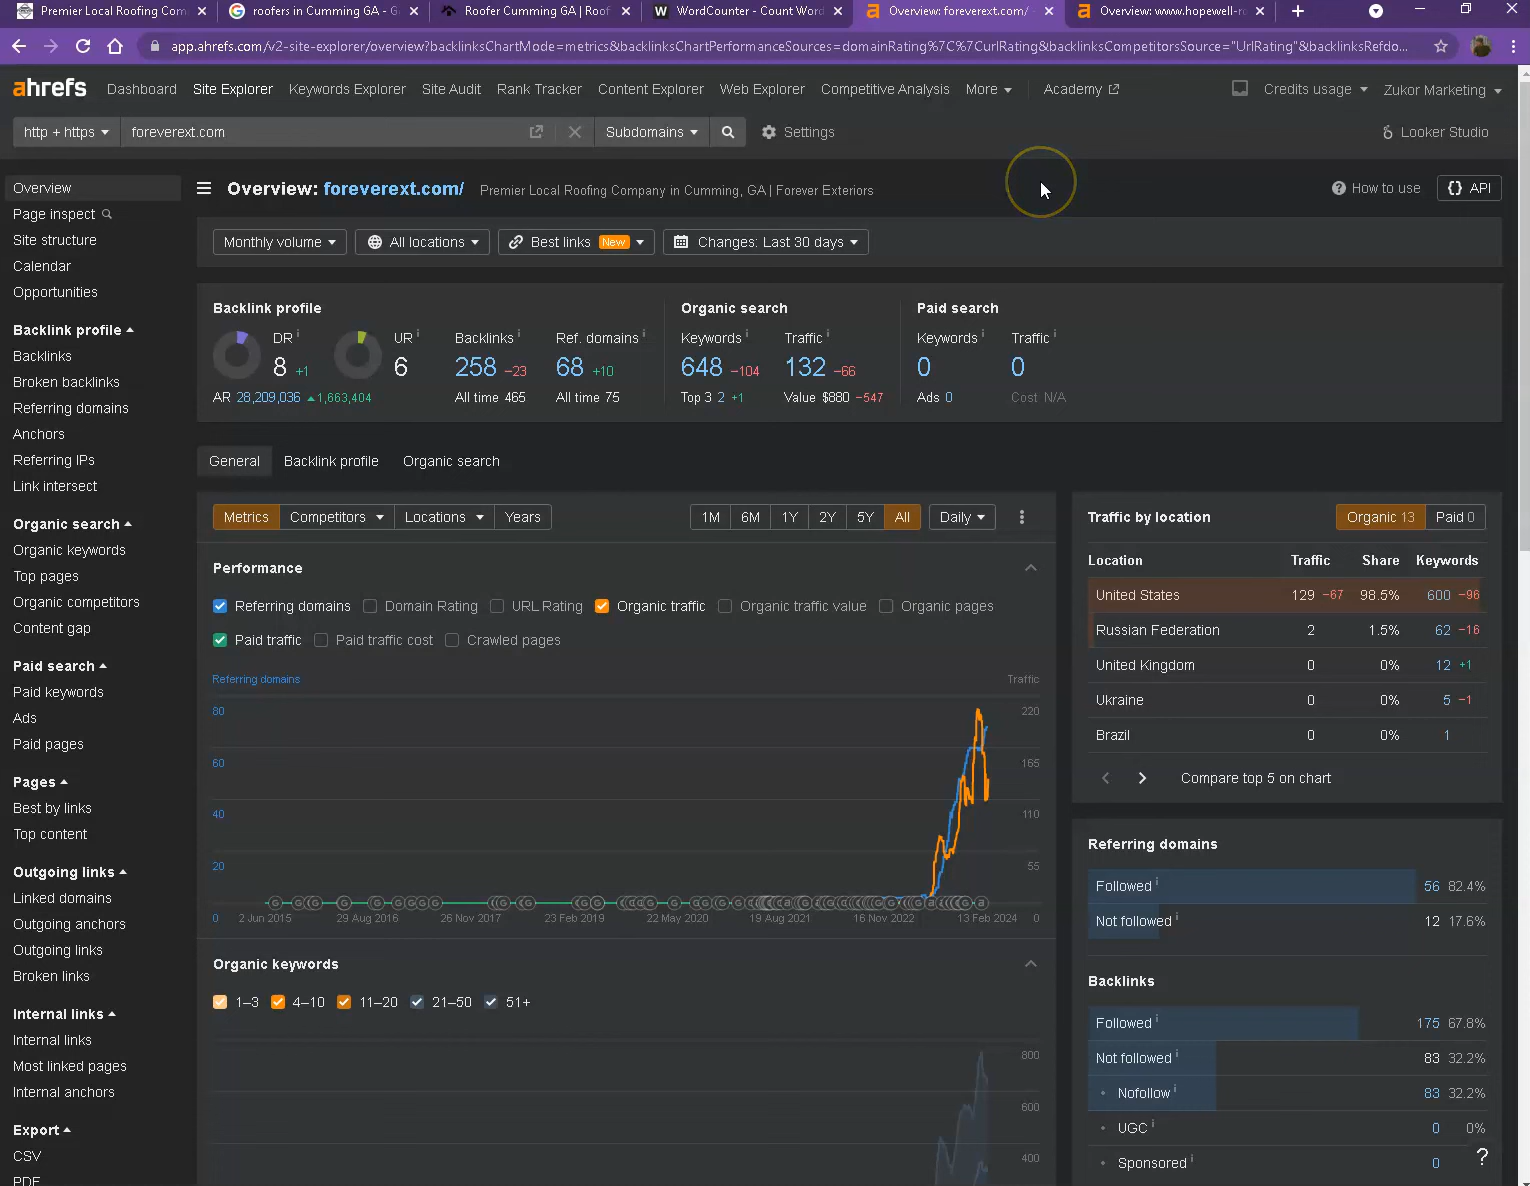 Premier Local Roofing Com
roofers in Cumming GA - G
Roofer Cumming GA | Roof
WordCounter - Count Word
Overview: foreverext.com/ -
Overview: www.hopewell-ro
app.ahrefs.com/v2-site-explorer/overview?backlinksChartMode=metrics&backlinksChartPerformanceSources=domainRating%7C%7CurlRating&backlinksCompetitorsSource="UrlRating"&backlinksRefdo...
ahrefs Dashboard Site Explorer Keywords Explorer Site Audit Rank Tracker Content Explorer Web Explorer Competitive Analysis More Academy Credits usage Zukor Marketing
http + https foreverext.com Subdomains Settings Looker Studio
Overview
Page inspect
Site structure
Calendar
Opportunities
Backlink profile
Backlinks
Broken backlinks
Referring domains
Anchors
Referring IPs
Link intersect
Organic search
Organic keywords
Top pages
Organic competitors
Content gap
Paid search
Paid keywords
Ads
Paid pages
Pages
Best by links
Top content
Outgoing links
Linked domains
Outgoing anchors
Outgoing links
Broken links
Internal links
Internal links
Most linked pages
Internal anchors
Export
CSV
PDF
Overview: foreverext.com/ Premier Local Roofing Company in Cumming, GA | Forever Exteriors How to use {} API
Monthly volume All locations Best links New Changes: Last 30 days
Backlink profile
DR UR Backlinks Ref. domains
8 +1 6 258 −23 68 +10
AR 28,209,036 1,663,404 All time 465 All time 75
Organic search
Keywords Traffic
648 −104 132 −66
Top 3 2 +1 Value $880 −547
Paid search
Keywords Traffic
0 0
Ads 0 Cost N/A
General Backlink profile Organic search
Metrics Competitors Locations Years 1M 6M 1Y 2Y 5Y All Daily
Performance
Referring domains Domain Rating URL Rating Organic traffic Organic traffic value Organic pages
Paid traffic Paid traffic cost Crawled pages
Referring domains Traffic
80 220
60 165
40 110
20 55
0 2 Jun 2015 29 Aug 2016 26 Nov 2017 23 Feb 2019 22 May 2020 19 Aug 2021 16 Nov 2022 13 Feb 2024 0
Organic keywords
1–3 4–10 11–20 21–50 51+
800
600
400
Traffic by location Organic 13 Paid 0
Location Traffic Share Keywords
United States 129 −67 98.5% 600 −96
Russian Federation 2 1.5% 62 −16
United Kingdom 0 0% 12 +1
Ukraine 0 0% 5 −1
Brazil 0 0% 1
Compare top 5 on chart
Referring domains
Followed 56 82.4%
Not followed 12 17.6%
Backlinks
Followed 175 67.8%
Not followed 83 32.2%
Nofollow 83 32.2%
UGC 0 0%
Sponsored 0
?